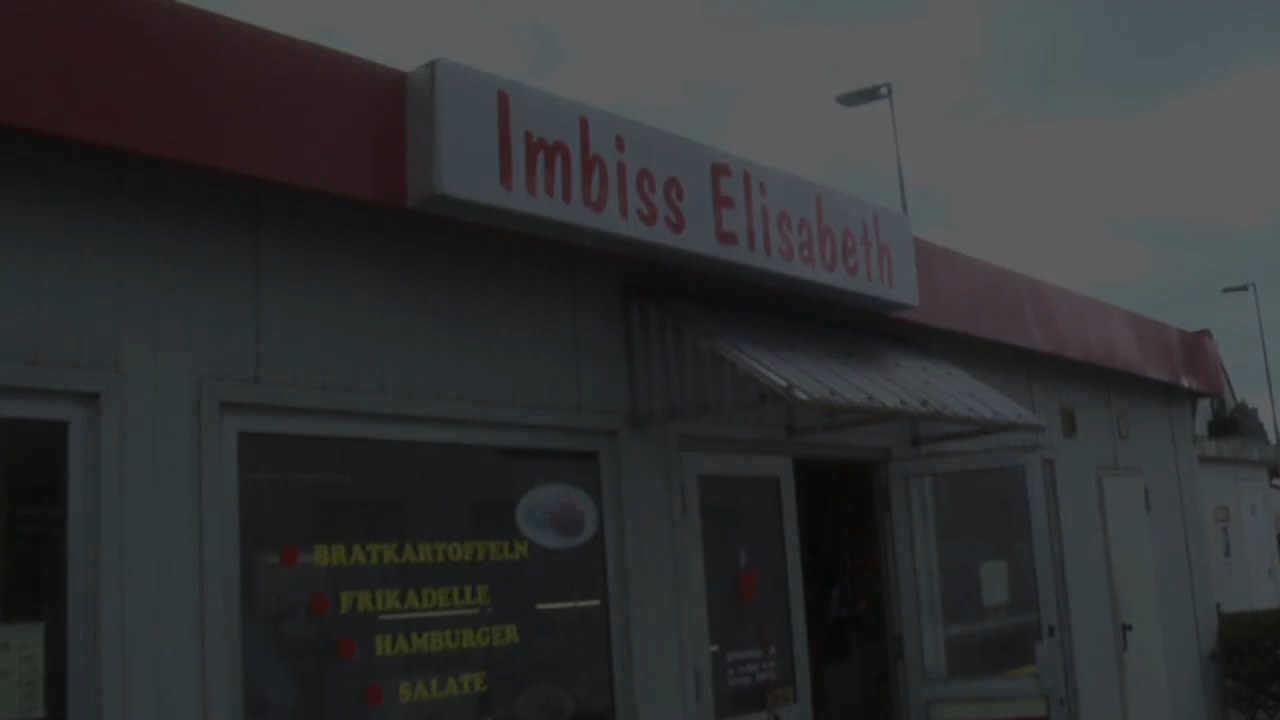 Imbiss Elisabeth
BRATKARTOFFELN
FRIKADELLE
HAMBURGER
SALATE